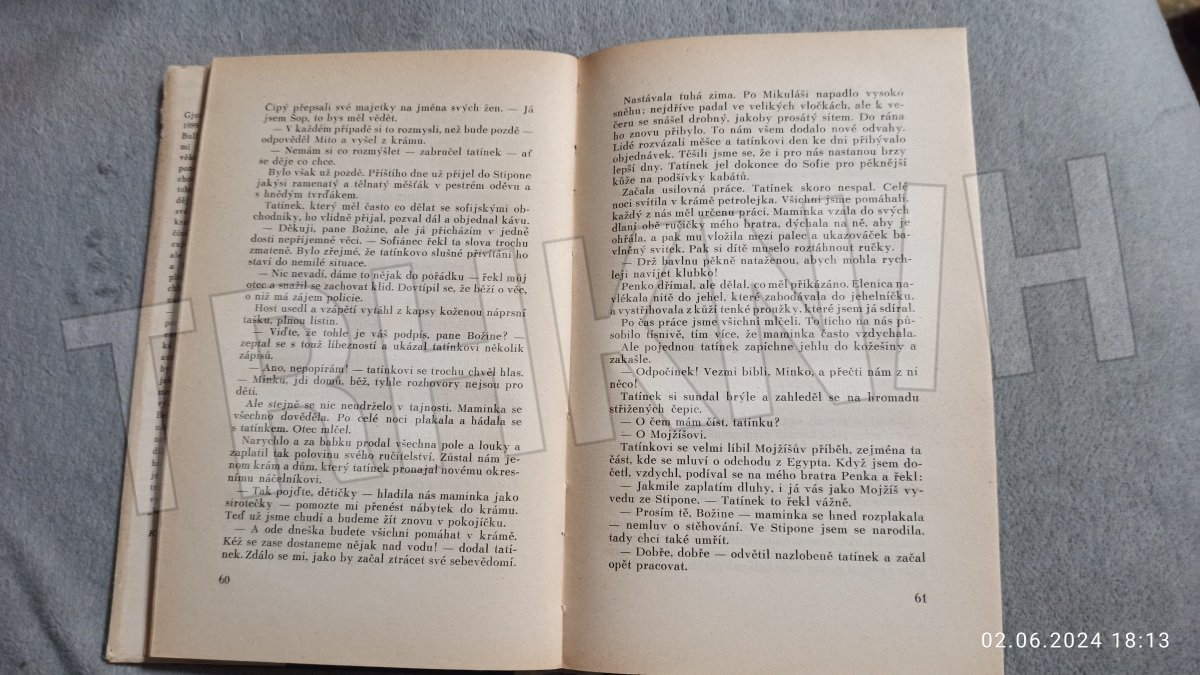 Čipý přepsali své majetky na jména svých žen. — Já
jsem Šop, to bys měl vědět.
— V každém případě si to rozmysli, než bude pozdě —
odpověděl Mito a vyšel z krámu.
— Nemám si co rozmýšlet — zabručel tatínek — ať
se děje co chce.
Bylo však už pozdě. Příštího dne už přijel do Stipone
jakýsi ramenatý a tělnatý měšťák v pestrém oděvu a
s hnědým tvrďákem.
Tatínek, který měl často co dělat se sofijskými ob-
chodníky, ho vlídně přijal, pozval dál a objednal kávu.
— Děkuji, pane Božine, ale já přicházím v jedné
dosti nepříjemné věci. — Sofiánec řekl ta slova trochu
zmateně. Bylo zřejmé, že tatínkovo slušné přivítání ho
staví do nemilé situace.
— Nic nevadí, dáme to nějak do pořádku — řekl můj
otec a snažil se zachovat klid. Dovtípil se, že běží o věc,
o niž má zájem policie.
Host usedl a vzápětí vytáhl z kapsy koženou náprsní
tašku, plnou listin.
— Viďte, že tohle je váš podpis, pane Božine? —
zeptal se s touž líbezností a ukázal tatínkovi několik
zápisů.
— Ano, nepopírám! — tatínkovi se trochu chvěl hlas.
— Minku, jdi domů, běž, tyhle rozhovory nejsou pro
děti.
Ale stejně se nic neudrželo v tajnosti. Maminka se
všechno dověděla. Po celé noci plakala a hádala se
s tatínkem. Otec mlčel.
Narychlo a za babku prodal všechna pole a louky a
zaplatil tak polovinu svého ručitelství. Zůstal nám je-
nom krám a dům, který tatínek pronajal novému okres-
nímu náčelníkovi.
— Tak pojďte, dětičky — hladila nás maminka jako
sirotečky — pomozte mi přenést nábytek do krámu.
Teď už jsme chudí a budeme žít znovu v pokojíčku.
— A ode dneška budete všichni pomáhat v krámě.
Kéž se zase dostaneme nějak nad vodu! — dodal tatí-
nek. Zdálo se mi, jako by začal ztrácet své sebevědomí.
60
Nastávala tuhá zima. Po Mikuláši napadlo vysoko
sněhu; nejdříve padal ve velikých vločkách, ale k ve-
čeru se snášel drobný, jakoby prosátý sítem. Do rána
ho znovu přibylo. To nám všem dodalo nové odvahy.
Lidé rozvázali měšce a tatínkovi den ke dni přibývalo
objednávek. Těšili jsme se, že i pro nás nastanou brzy
lepší dny. Tatínek jel dokonce do Sofie pro pěknější
kůže na podšívky kabátů.
Začala usilovná práce. Tatínek skoro nespal. Celé
noci svítila v krámě petrolejka. Všichni jsme pomáhali,
každý z nás měl určenu práci. Maminka vzala do svých
dlaní obě ručičky mého bratra, dýchala na ně, aby je
ohřála, a pak mu vložila mezi palec a ukazováček ba-
vlněný svitek. Pak si dítě muselo roztáhnout ručky.
— Drž bavlnu pěkně nataženou, abych mohla rych-
leji navíjet klubko!
Penko dřímal, ale dělal, co měl přikázáno. Elenica na-
vlékala nitě do jehel, které zabodávala do jehelníčku,
a vystřihovala z kůží tenké proužky, které jsem já sdíral.
Po čas práce jsme všichni mlčeli. To ticho na nás pů-
sobilo tísnivě, tím více, že maminka často vzdychala.
Ale pojednou tatínek zapíchne jehlu do kožešiny a
zakašle.
— Odpočinek! Vezmi bibli, Minko, a přečti nám z ní
něco!
Tatínek si sundal brýle a zahleděl se na hromadu
střižených čepic.
— O čem mám číst, tatínku?
— O Mojžíšovi.
Tatínkovi se velmi líbil Mojžíšův příběh, zejména ta
část, kde se mluví o odchodu z Egypta. Když jsem do-
četl, vzdychl, podíval se na mého bratra Penka a řekl:
— Jakmile zaplatím dluhy, i já vás jako Mojžíš vy-
vedu ze Stipone. — Tatínek to řekl vážně.
— Prosím tě, Božine — maminka se hned rozplakala
— nemluv o stěhování. Ve Stipone jsem se narodila,
tady chci také umřít.
— Dobře, dobře — odvětil nazlobeně tatínek a začal
opět pracovat.
61
TRHKNIH
02.06.2024 18:13